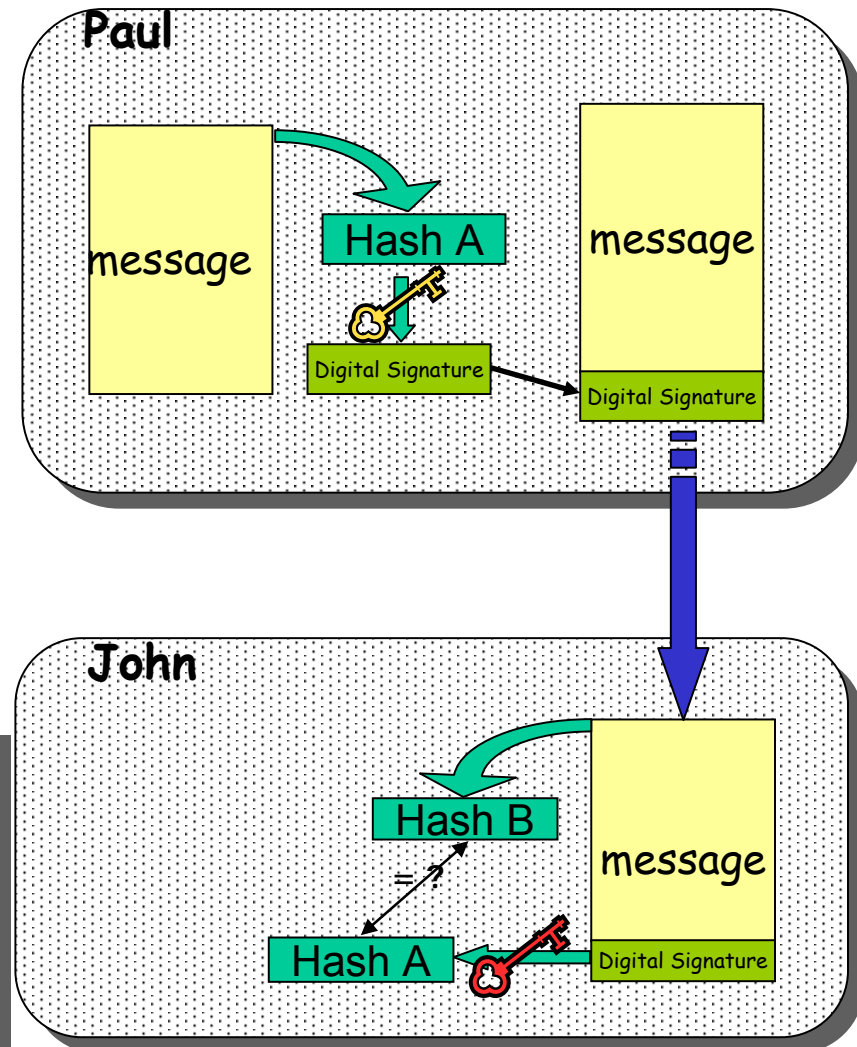 Paul
message
Hash A
message
Digital Signature
Digital Signature
John
Hash B
= ?
message
Hash A
Digital Signature